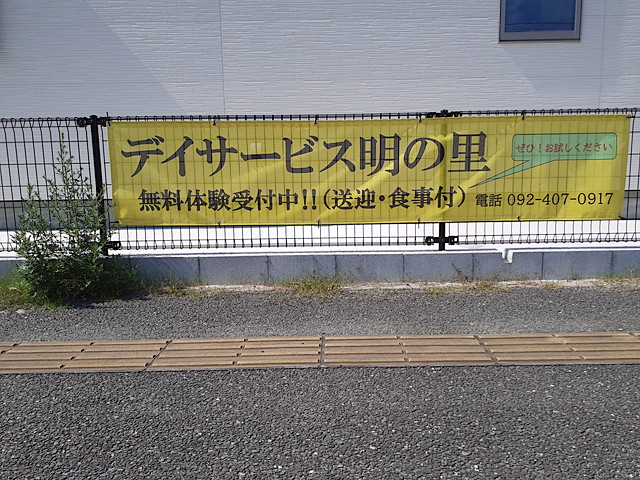 デイサービス明の里
ぜひ!お試しください
無料体験受付中!!(送迎・食事付)
電話 092-407-0917